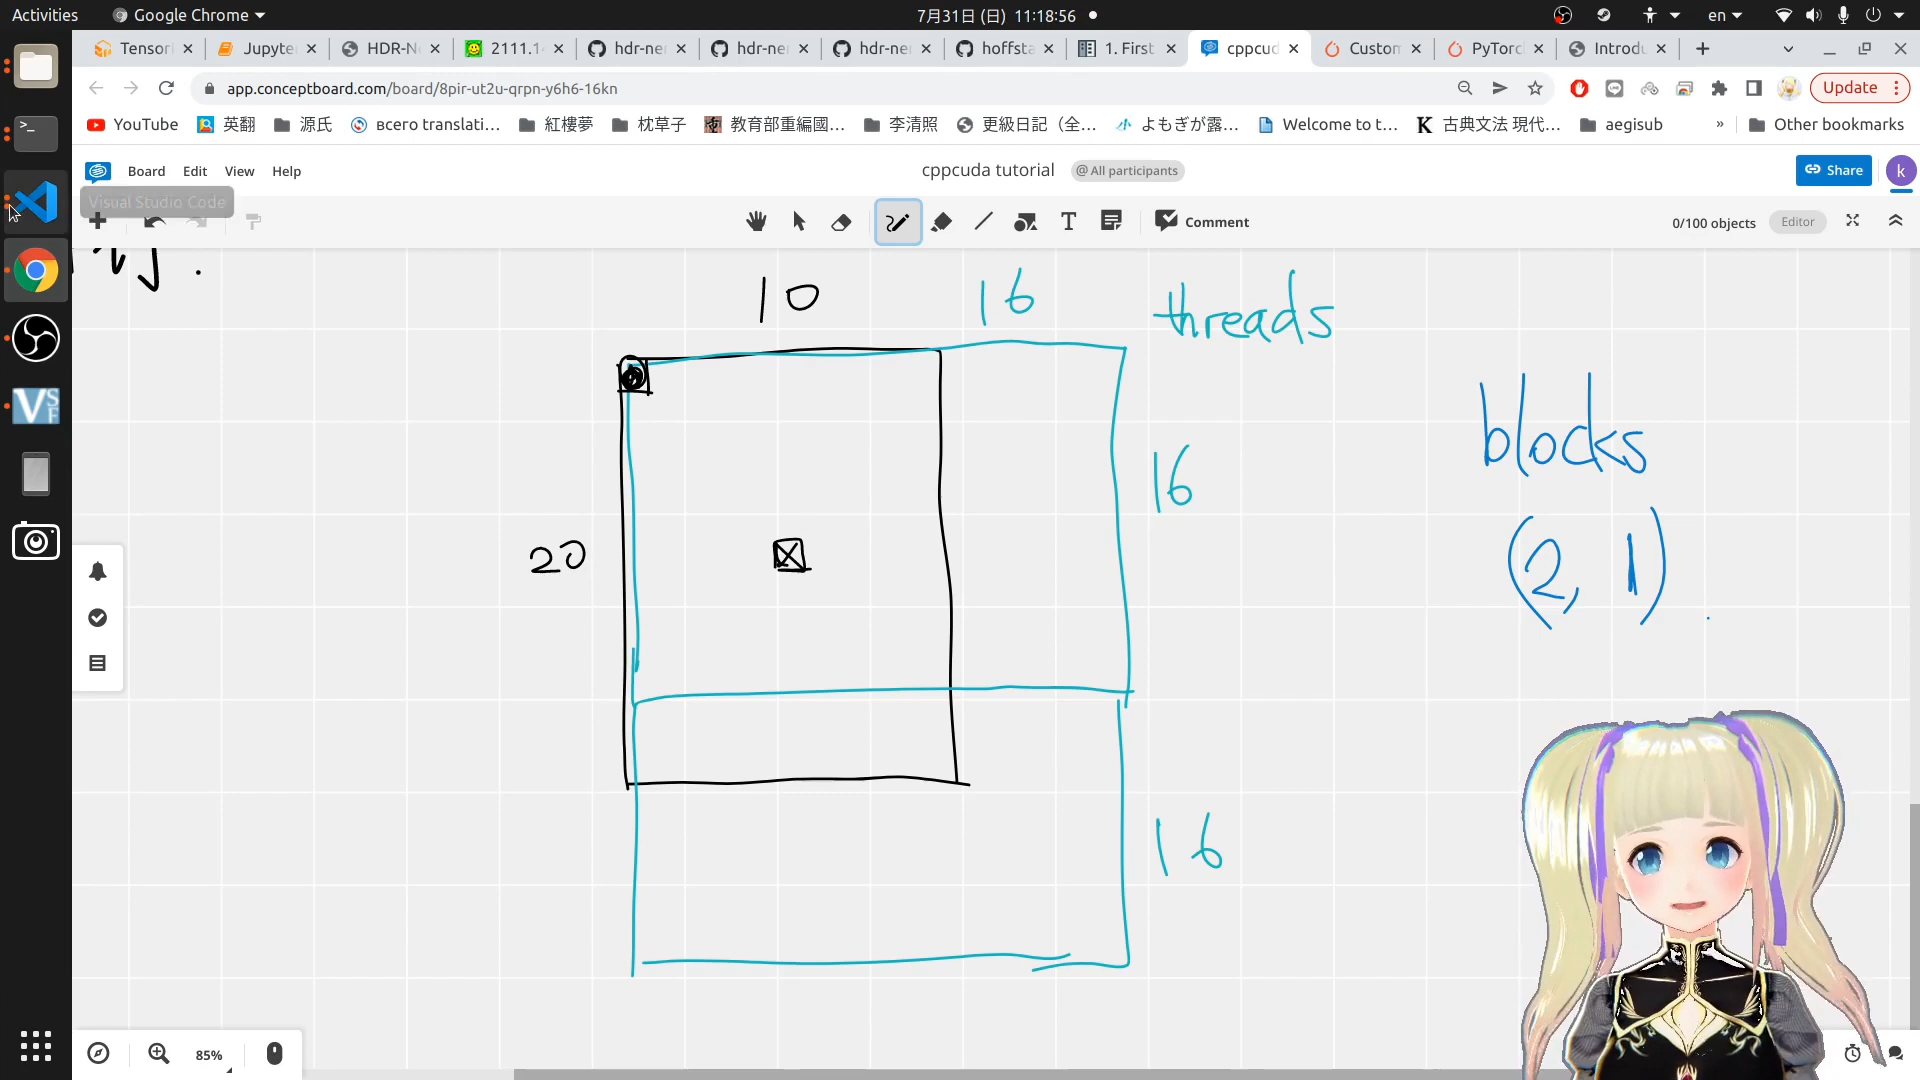 Activities
Google Chrome
7月31日 (日) 11:18:56
en
Tensor
Jupyte
HDR-N
2111.1
hdr-ne
hdr-ne
hdr-ne
hoffst
1. First
cppcud
Custom
PyTorc
Introdu
app.conceptboard.com/board/8pir-ut2u-qrpn-y6h6-16kn
Update
YouTube
英翻
源氏
всего translati...
紅樓夢
枕草子
教育部重編國...
李清照
更級日記（全...
よもぎが露...
Welcome to t...
古典文法 現代...
aegisub
»
Other bookmarks
Board
Edit
View
Help
cppcuda tutorial
@ All participants
Share
k
Visual Studio Code
T
Comment
0/100 objects
Editor
10
16
threads
16
20
blocks
(2, 1)
16
85%